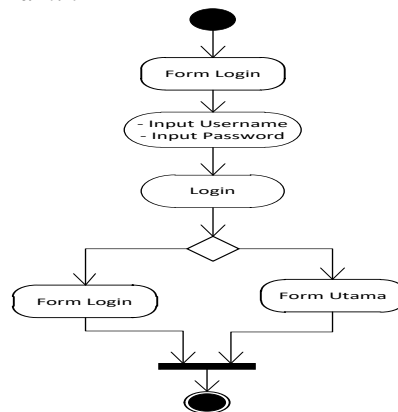 Form Login
- Input Username
- Input Password
Login
Form Login
Form Utama